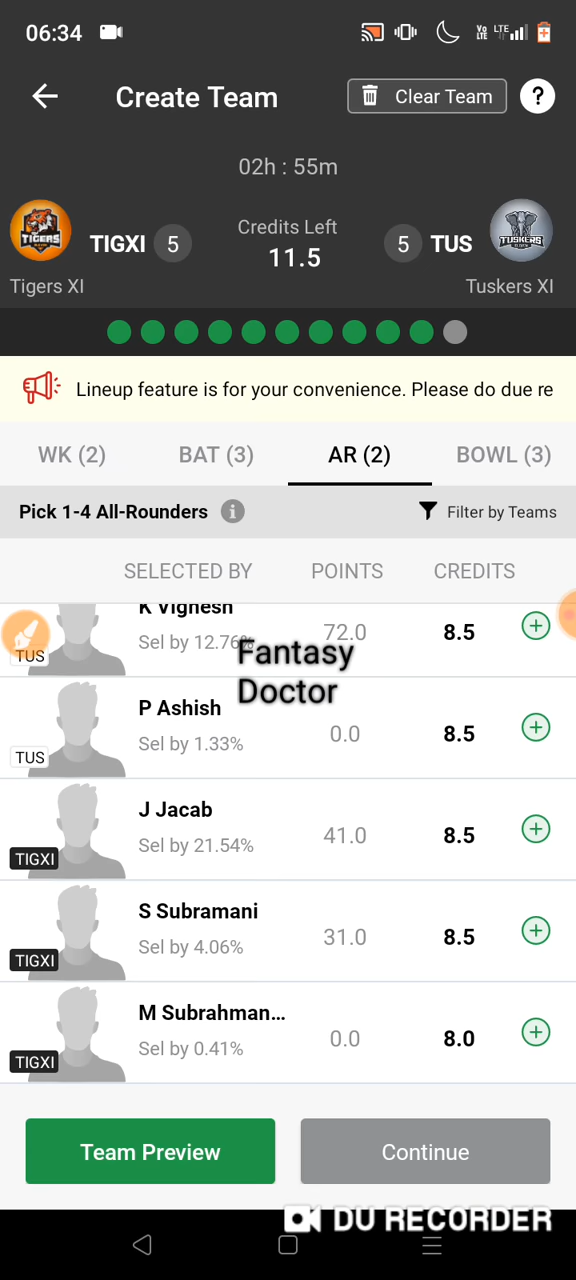 06:34
Vo LTE LTE
Create Team
Clear Team
?
02h : 55m
TIGERS
TIGXI 5
Credits Left
11.5
5 TUS
TUSKERS
Tigers XI
Tuskers XI
Lineup feature is for your convenience. Please do due re
WK (2)
BAT (3)
AR (2)
BOWL (3)
Pick 1-4 All-Rounders i
Filter by Teams
SELECTED BY
POINTS
CREDITS
K Vignesh
Sel by 12.76%
72.0
8.5
TUS
Fantasy
Doctor
P Ashish
Sel by 1.33%
0.0
8.5
TUS
J Jacab
Sel by 21.54%
41.0
8.5
TIGXI
S Subramani
Sel by 4.06%
31.0
8.5
TIGXI
M Subrahman...
Sel by 0.41%
0.0
8.0
TIGXI
Team Preview
Continue
DU RECORDER